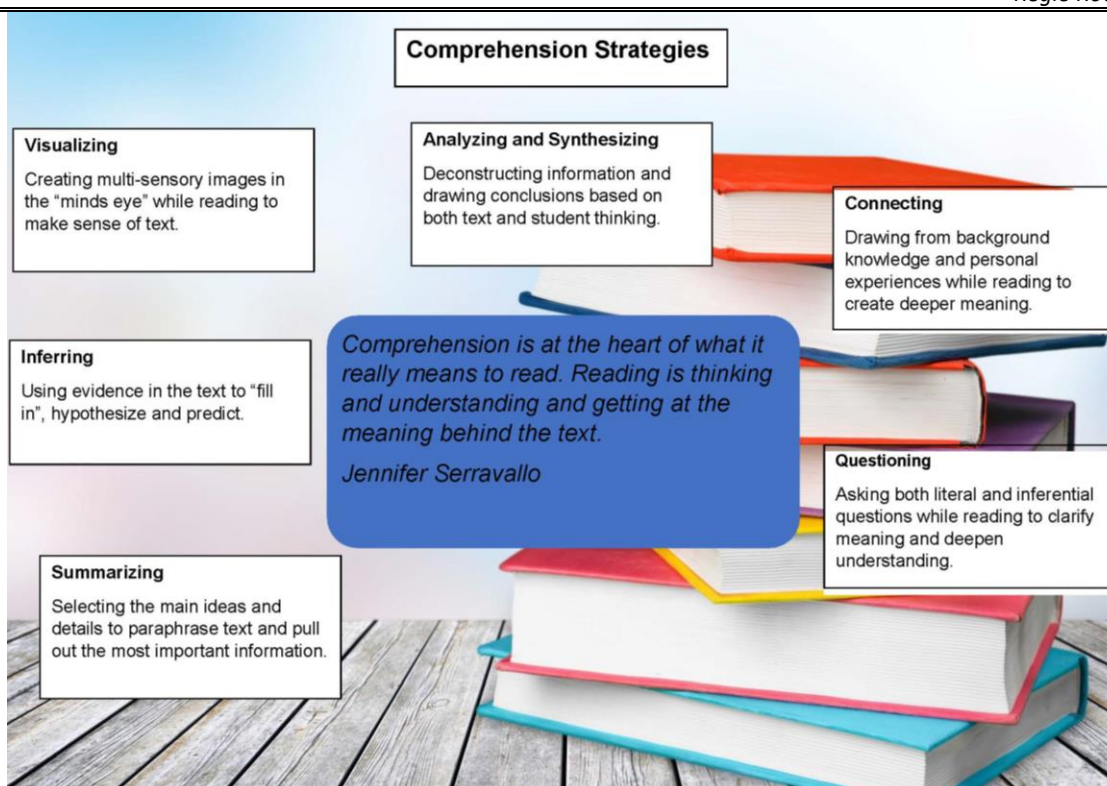 Comprehension Strategies
Visualizing
Creating multi-sensory images in
the “minds eye” while reading to
make sense of text.
Analyzing and Synthesizing
Deconstructing information and
drawing conclusions based on
both text and student thinking.
Connecting
Drawing from background
knowledge and personal
experiences while reading to
create deeper meaning.
Inferring
Using evidence in the text to “fill
in”, hypothesize and predict.
Comprehension is at the heart of what it
really means to read. Reading is thinking
and understanding and getting at the
meaning behind the text.
Jennifer Serravallo
Questioning
Asking both literal and inferential
questions while reading to clarify
meaning and deepen
understanding.
Summarizing
Selecting the main ideas and
details to paraphrase text and pull
out the most important information.